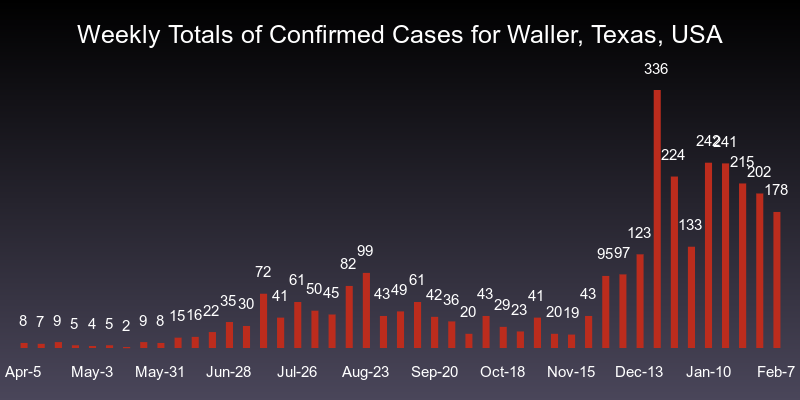 Weekly Totals of Confirmed Cases for Waller, Texas, USA
8 7 9 5 4 5 2 9 8 15 16 22 35 30 72 41 61 50 45 82 99 43 49 61 42 36 20 43 29 23 41 20 19 43 95 97 123 336 224 133 242 241 215 202 178
Apr-5 May-3 May-31 Jun-28 Jul-26 Aug-23 Sep-20 Oct-18 Nov-15 Dec-13 Jan-10 Feb-7